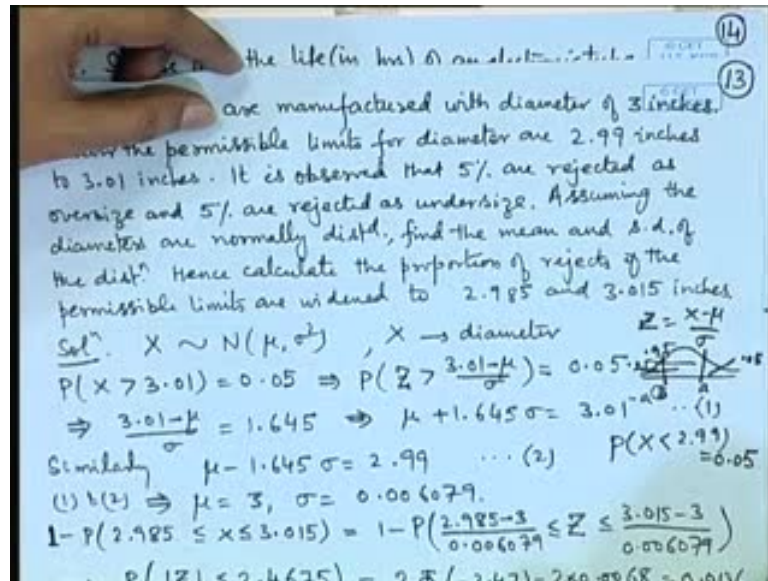 (14)
the life (in hrs) of an
(13)
are manufactured with diameter of 3 inches.
the permissible limits for diameter are 2.99 inches
to 3.01 inches. It is observed that 5% are rejected as
oversize and 5% are rejected as undersize. Assuming the
diameters are normally distd., find the mean and s.d. of
the distn. Hence calculate the proportion of rejects if the
permissible limits are widened to 2.985 and 3.015 inches
Soln. X ~ N(μ, σ²), X → diameter
Z = (x-μ)/σ
P(X > 3.01) = 0.05 ⇒ P(Z > (3.01-μ)/σ) = 0.05
⇒ (3.01-μ)/σ = 1.645 ⇒ μ + 1.645 σ = 3.01 ... (1)
Similarly μ - 1.645 σ = 2.99 ... (2)
P(X < 2.99) = 0.05
(1) & (2) ⇒ μ = 3, σ = 0.006079.
1 - P(2.985 ≤ X ≤ 3.015) = 1 - P((2.985-3)/0.006079 ≤ Z ≤ (3.015-3)/0.006079)